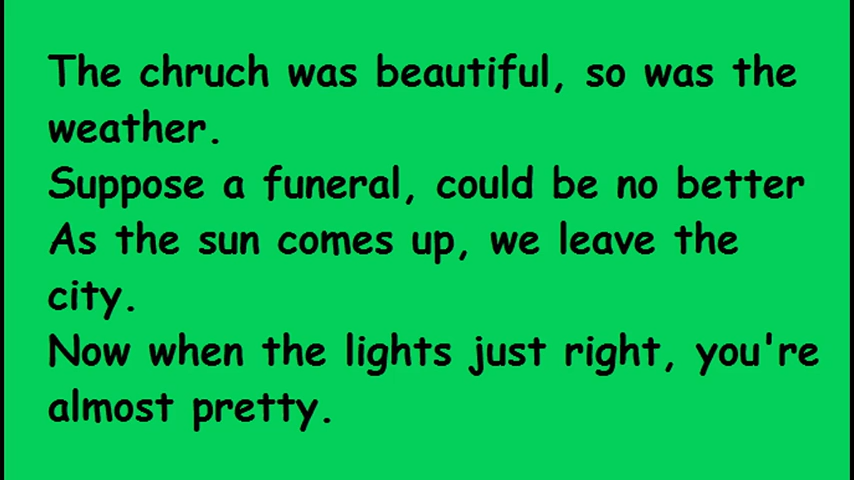 The chruch was beautiful, so was the
weather.
Suppose a funeral, could be no better
As the sun comes up, we leave the
city.
Now when the lights just right, you're
almost pretty.